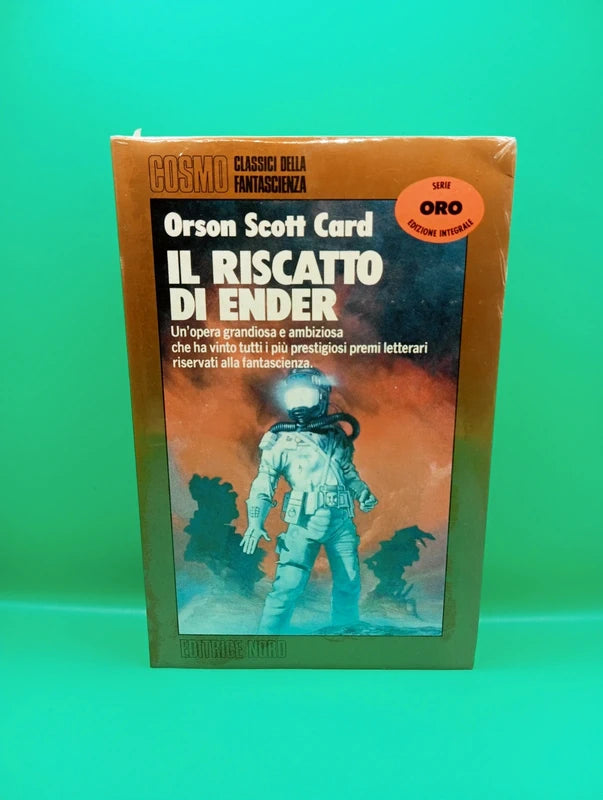 COSMO
CLASSICI DELLA
FANTASCIENZA
SERIE
ORO
EDIZIONE INTEGRALE
Orson Scott Card
IL RISCATTO
DI ENDER
Un'opera grandiosa e ambiziosa
che ha vinto tutti i più prestigiosi premi letterari
riservati alla fantascienza.
EDITRICE NORD